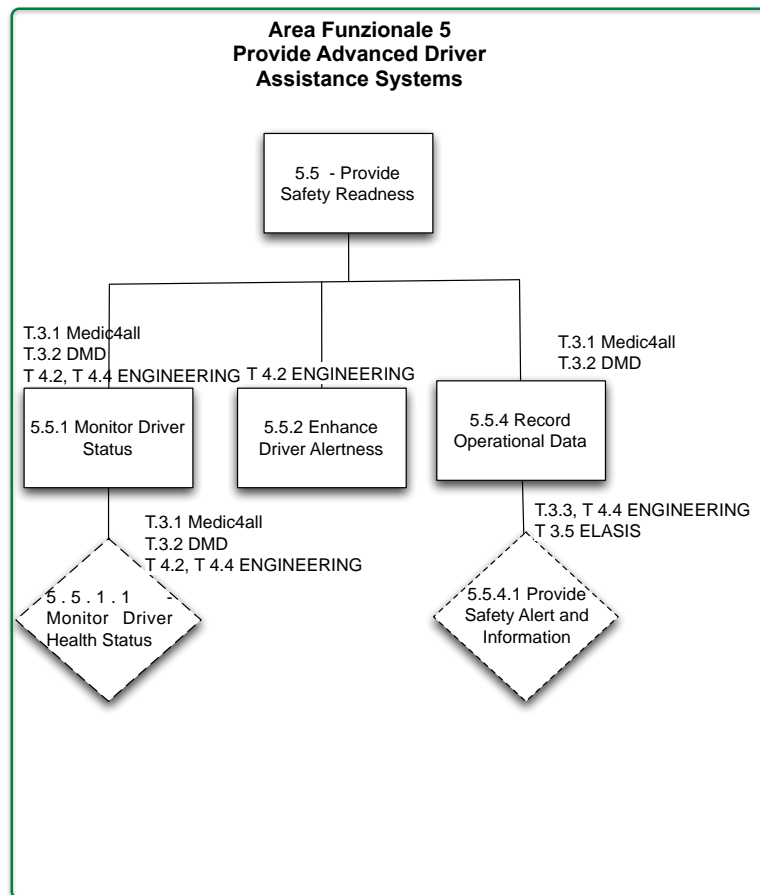 Area Funzionale 5
Provide Advanced Driver
Assistance Systems
5.5 - Provide
Safety Readness
T.3.1 Medic4all
T.3.2 DMD
T 4.2, T 4.4 ENGINEERING
T 4.2 ENGINEERING
T.3.1 Medic4all
T.3.2 DMD
5.5.1 Monitor Driver
Status
5.5.2 Enhance
Driver Alertness
5.5.4 Record
Operational Data
T.3.1 Medic4all
T.3.2 DMD
T 4.2, T 4.4 ENGINEERING
T.3.3, T 4.4 ENGINEERING
T 3.5 ELASIS
5 . 5 . 1 . 1
Monitor Driver
Health Status
5.5.4.1 Provide
Safety Alert and
Information